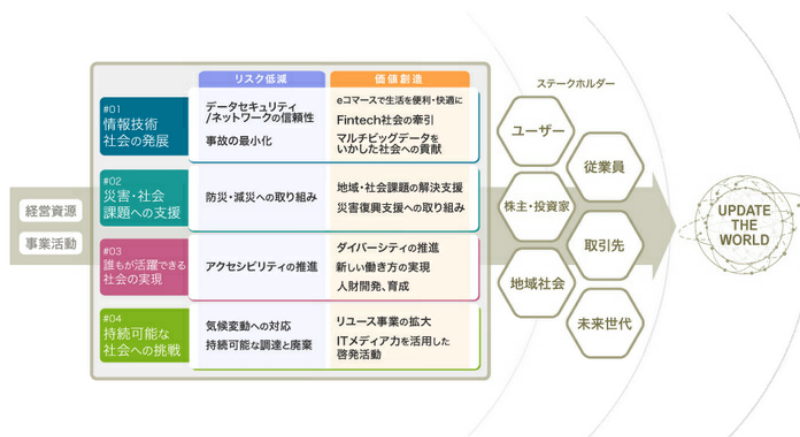 経営資源
事業活動
リスク低減
価値創造
#01
情報技術
社会の発展
データセキュリティ
/ネットワークの信頼性
事故の最小化
eコマースで生活を便利・快適に
Fintech社会の牽引
マルチビッグデータを
いかした社会への貢献
#02
災害・社会
課題への支援
防災・減災への取り組み
地域・社会課題の解決支援
災害復興支援への取り組み
#03
誰もが活躍できる
社会の実現
アクセシビリティの推進
ダイバーシティの推進
新しい働き方の実現
人財開発、育成
#04
持続可能な
社会への挑戦
気候変動への対応
持続可能な調達と廃棄
リユース事業の拡大
ITメディア力を活用した
啓発活動
ステークホルダー
ユーザー
従業員
株主・投資家
取引先
地域社会
未来世代
UPDATE
THE
WORLD